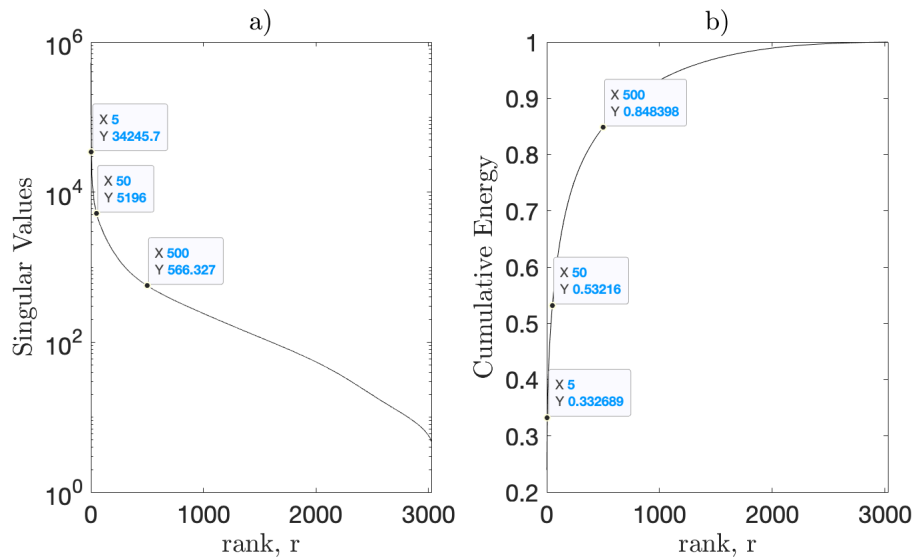 a)
10^6
10^4
10^2
10^0
Singular Values
X 5
Y 34245.7
X 50
Y 5196
X 500
Y 566.327
0 1000 2000 3000
rank, r
b)
1
0.9
0.8
0.7
0.6
0.5
0.4
0.3
0.2
Cumulative Energy
X 500
Y 0.848398
X 50
Y 0.53216
X 5
Y 0.332689
0 1000 2000 3000
rank, r